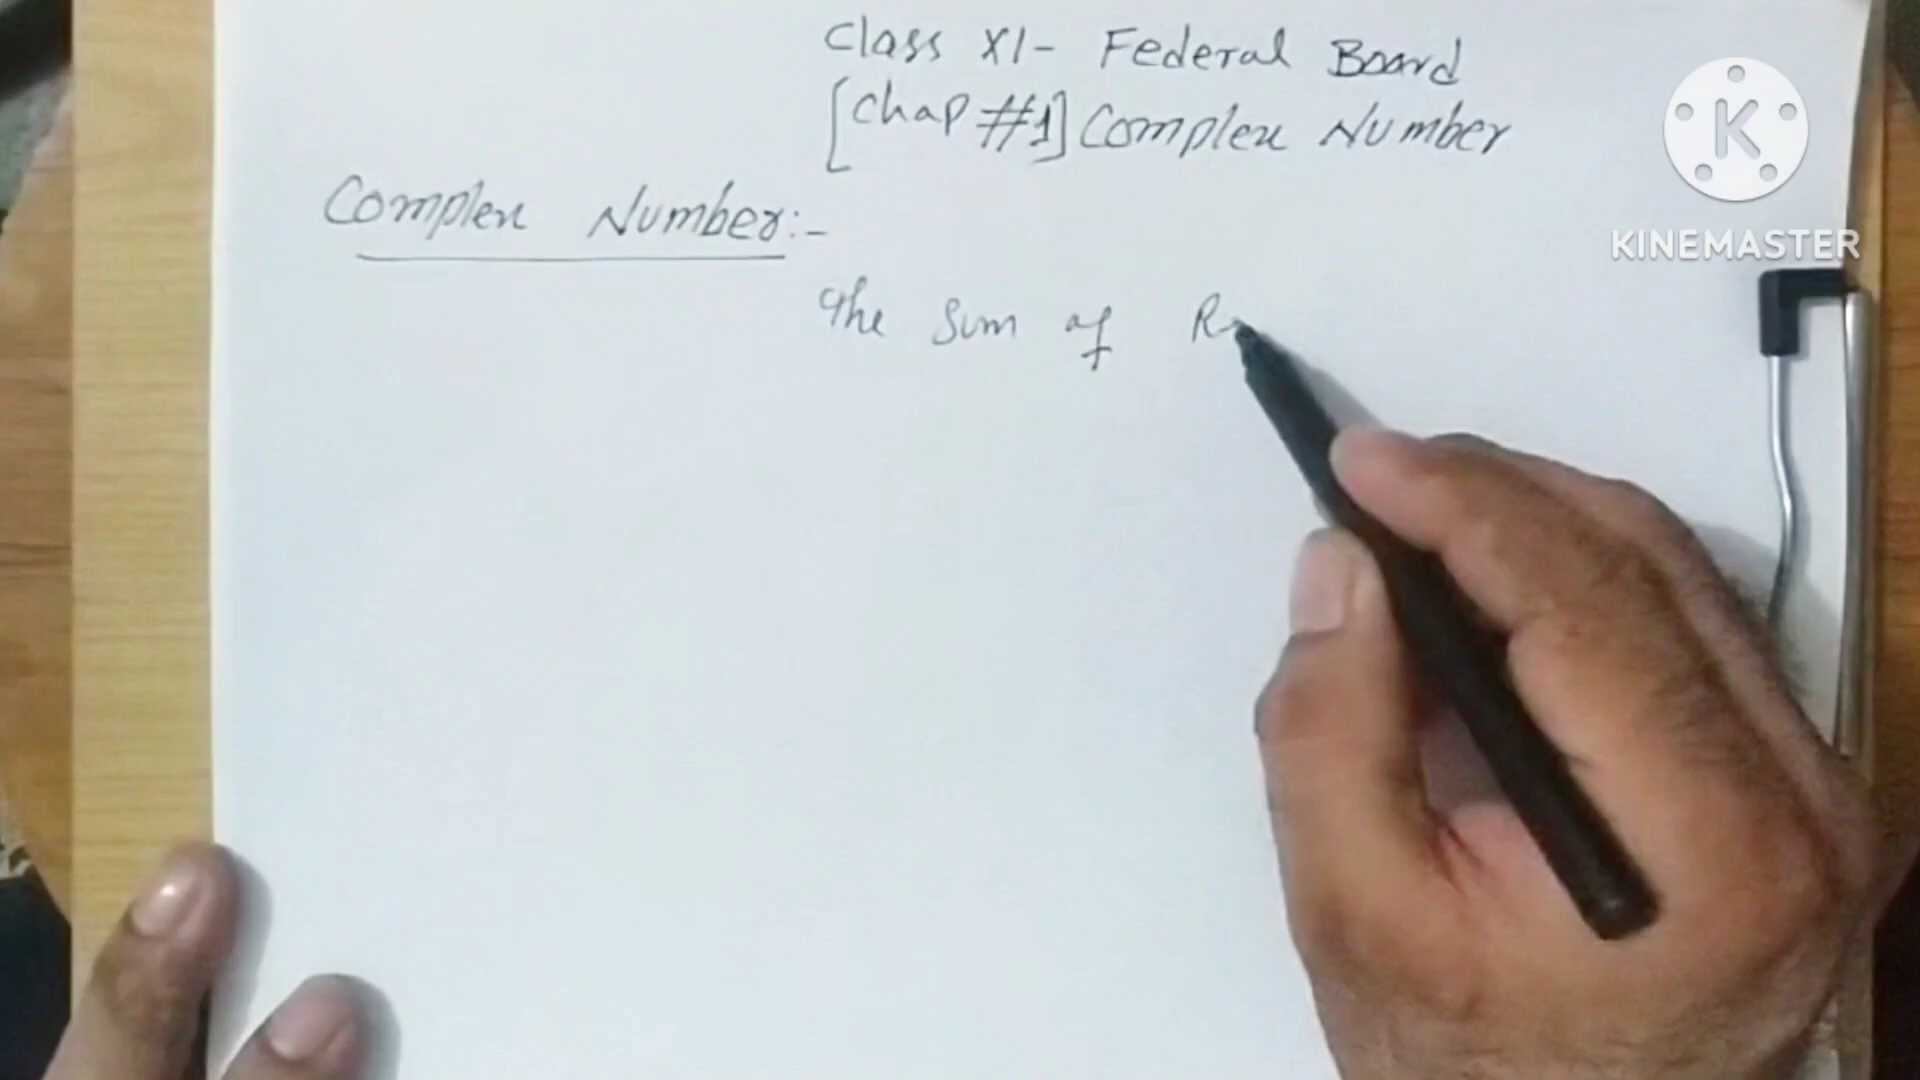 Class XI- Federal Board
[Chap #1] Complex Number
Complex Number:-
The Sum of R
K
KINEMASTER